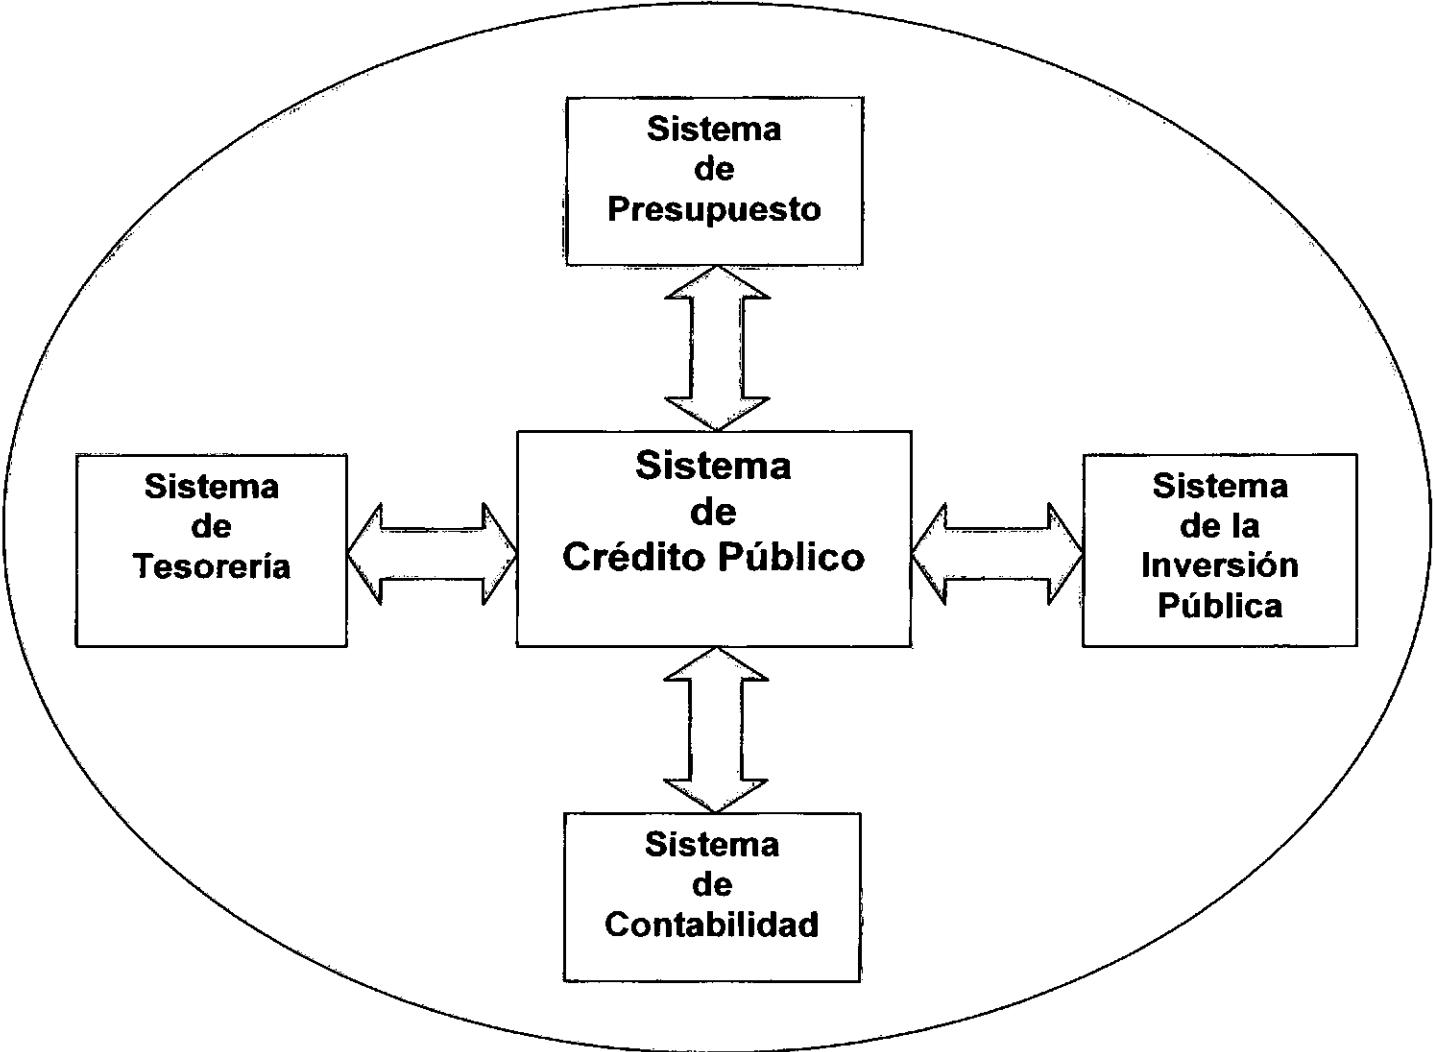 Sistema
de
Presupuesto
Sistema
de
Tesorería
Sistema
de
Crédito Público
Sistema
de la
Inversión
Pública
Sistema
de
Contabilidad